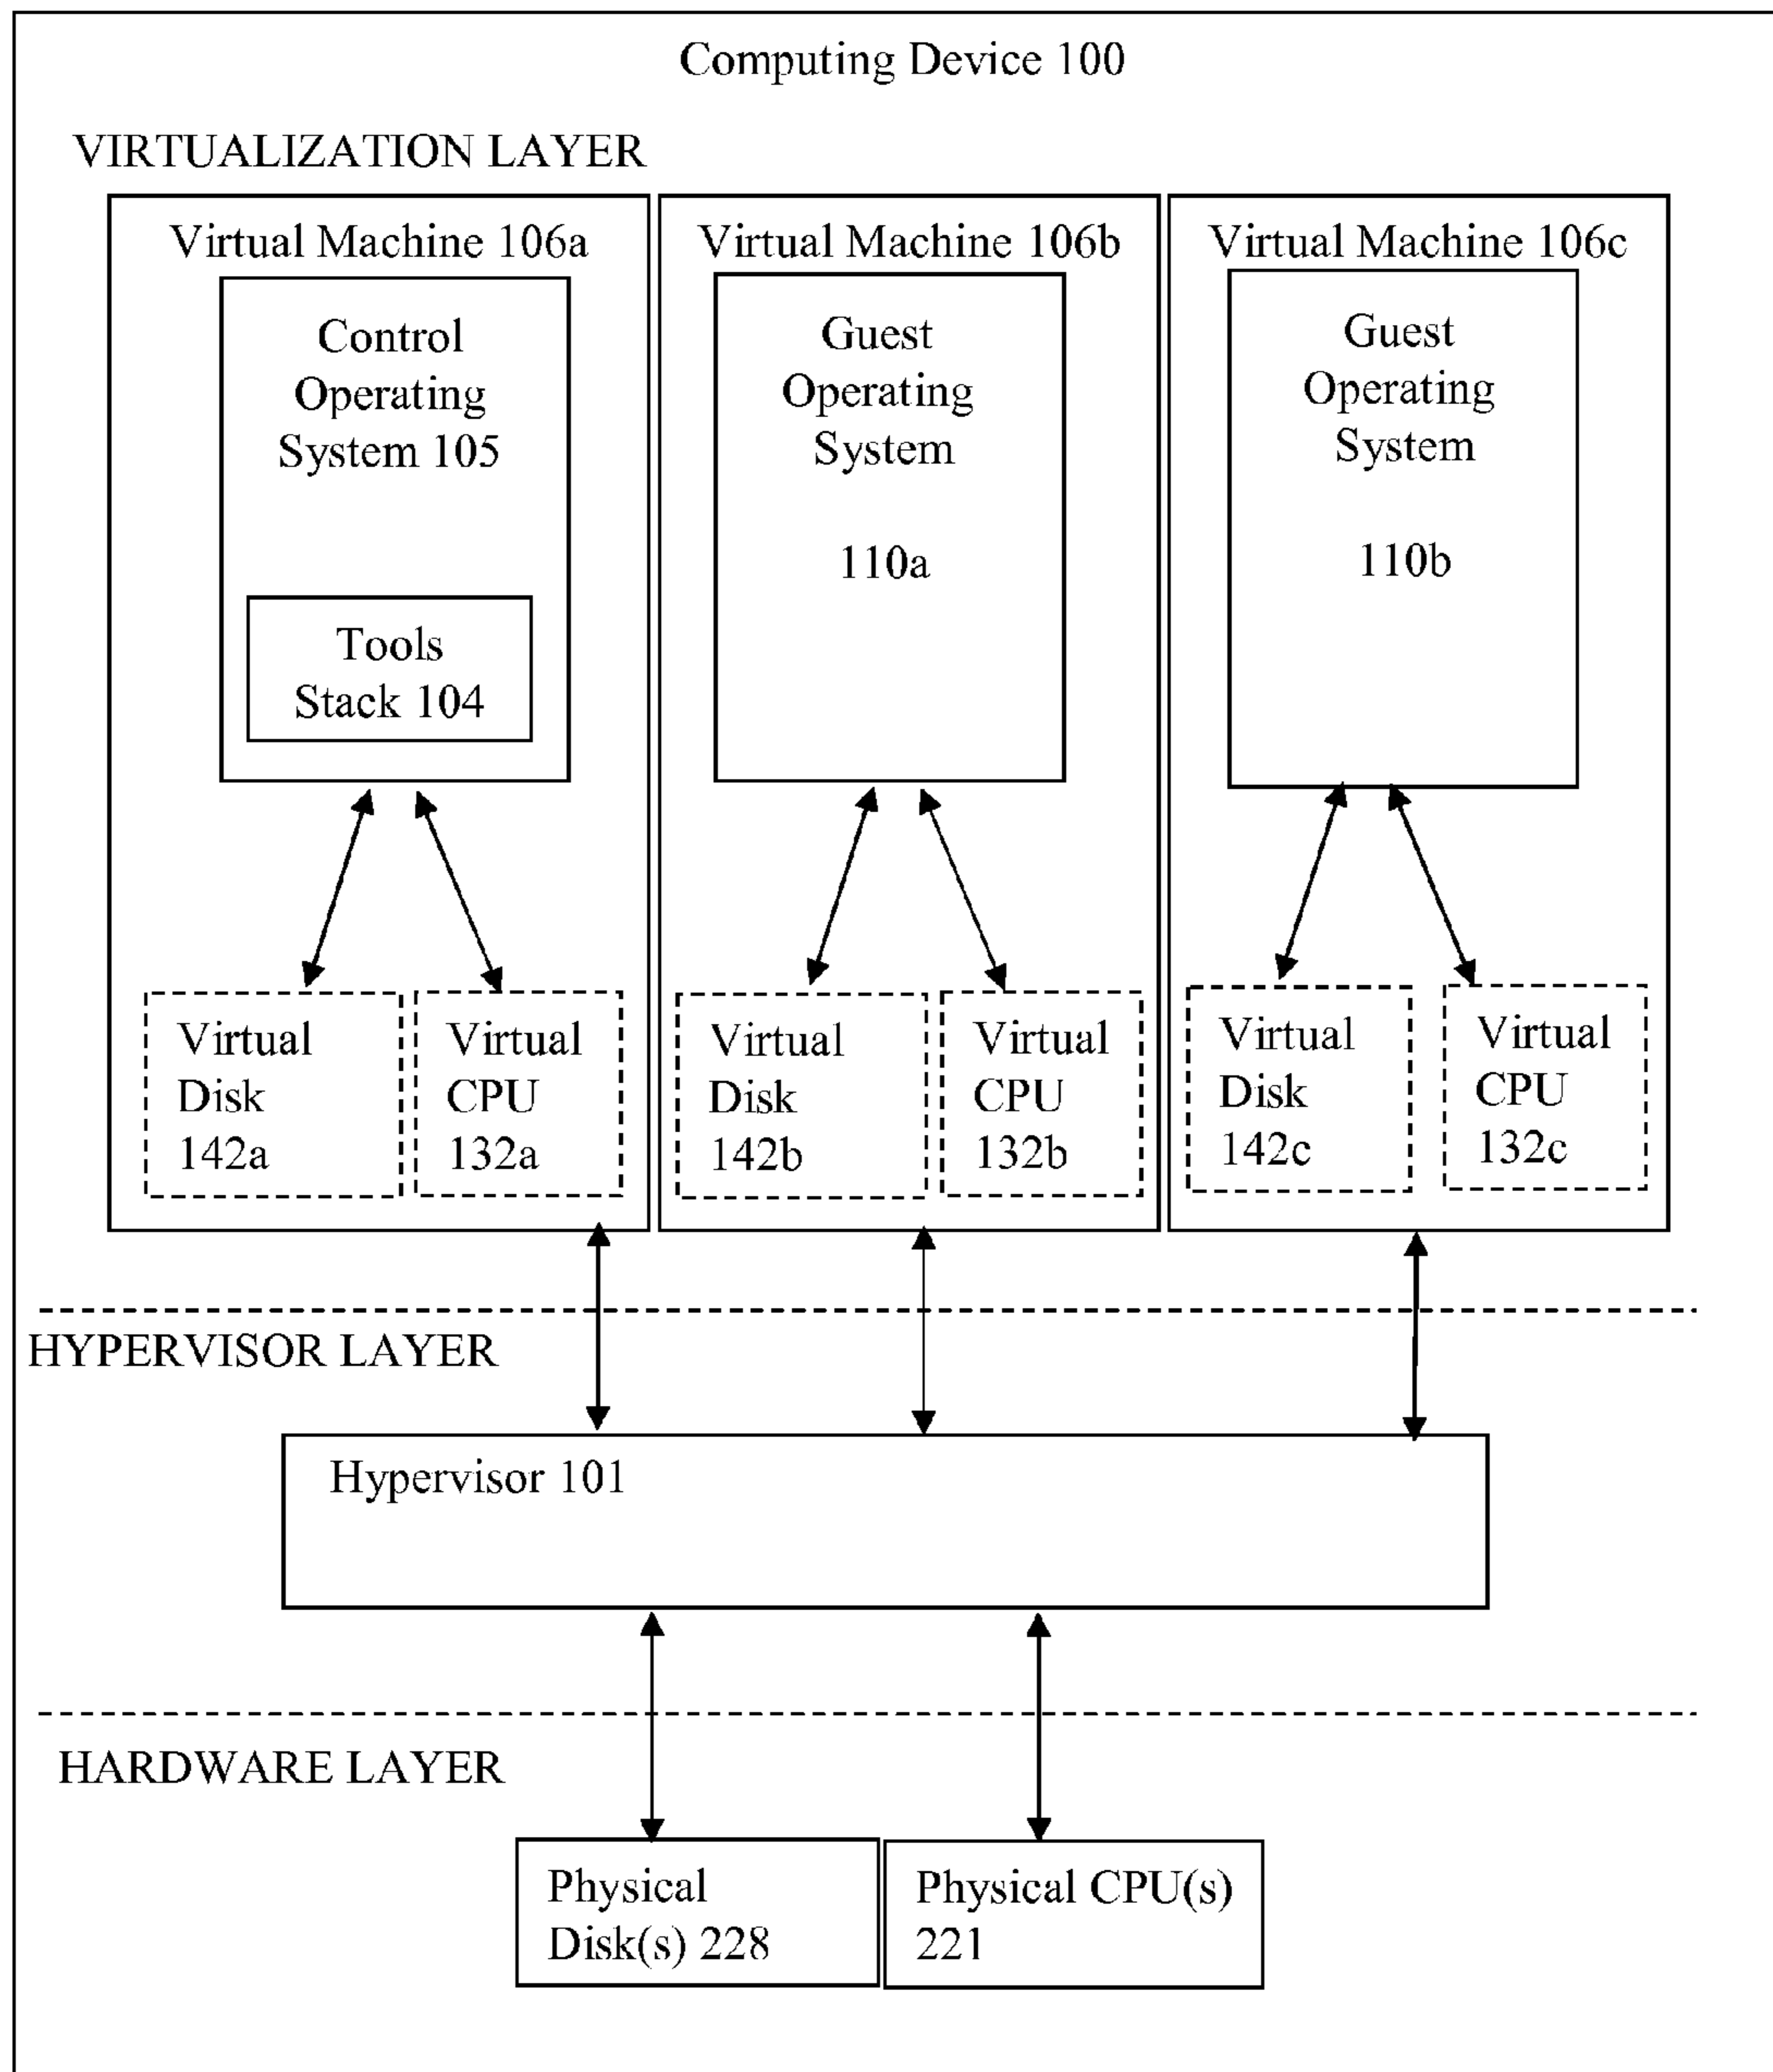 Computing Device 100
VIRTUALIZATION LAYER
Virtual Machine 106a
Control
Operating
System 105
Tools
Stack 104
Virtual
Disk
142a
Virtual
CPU
132a
Virtual Machine 106b
Guest
Operating
System
110a
Virtual
Disk
142b
Virtual
CPU
132b
Virtual Machine 106c
Guest
Operating
System
110b
Virtual
Disk
142c
Virtual
CPU
132c
HYPERVISOR LAYER
Hypervisor 101
HARDWARE LAYER
Physical
Disk(s) 228
Physical CPU(s)
221